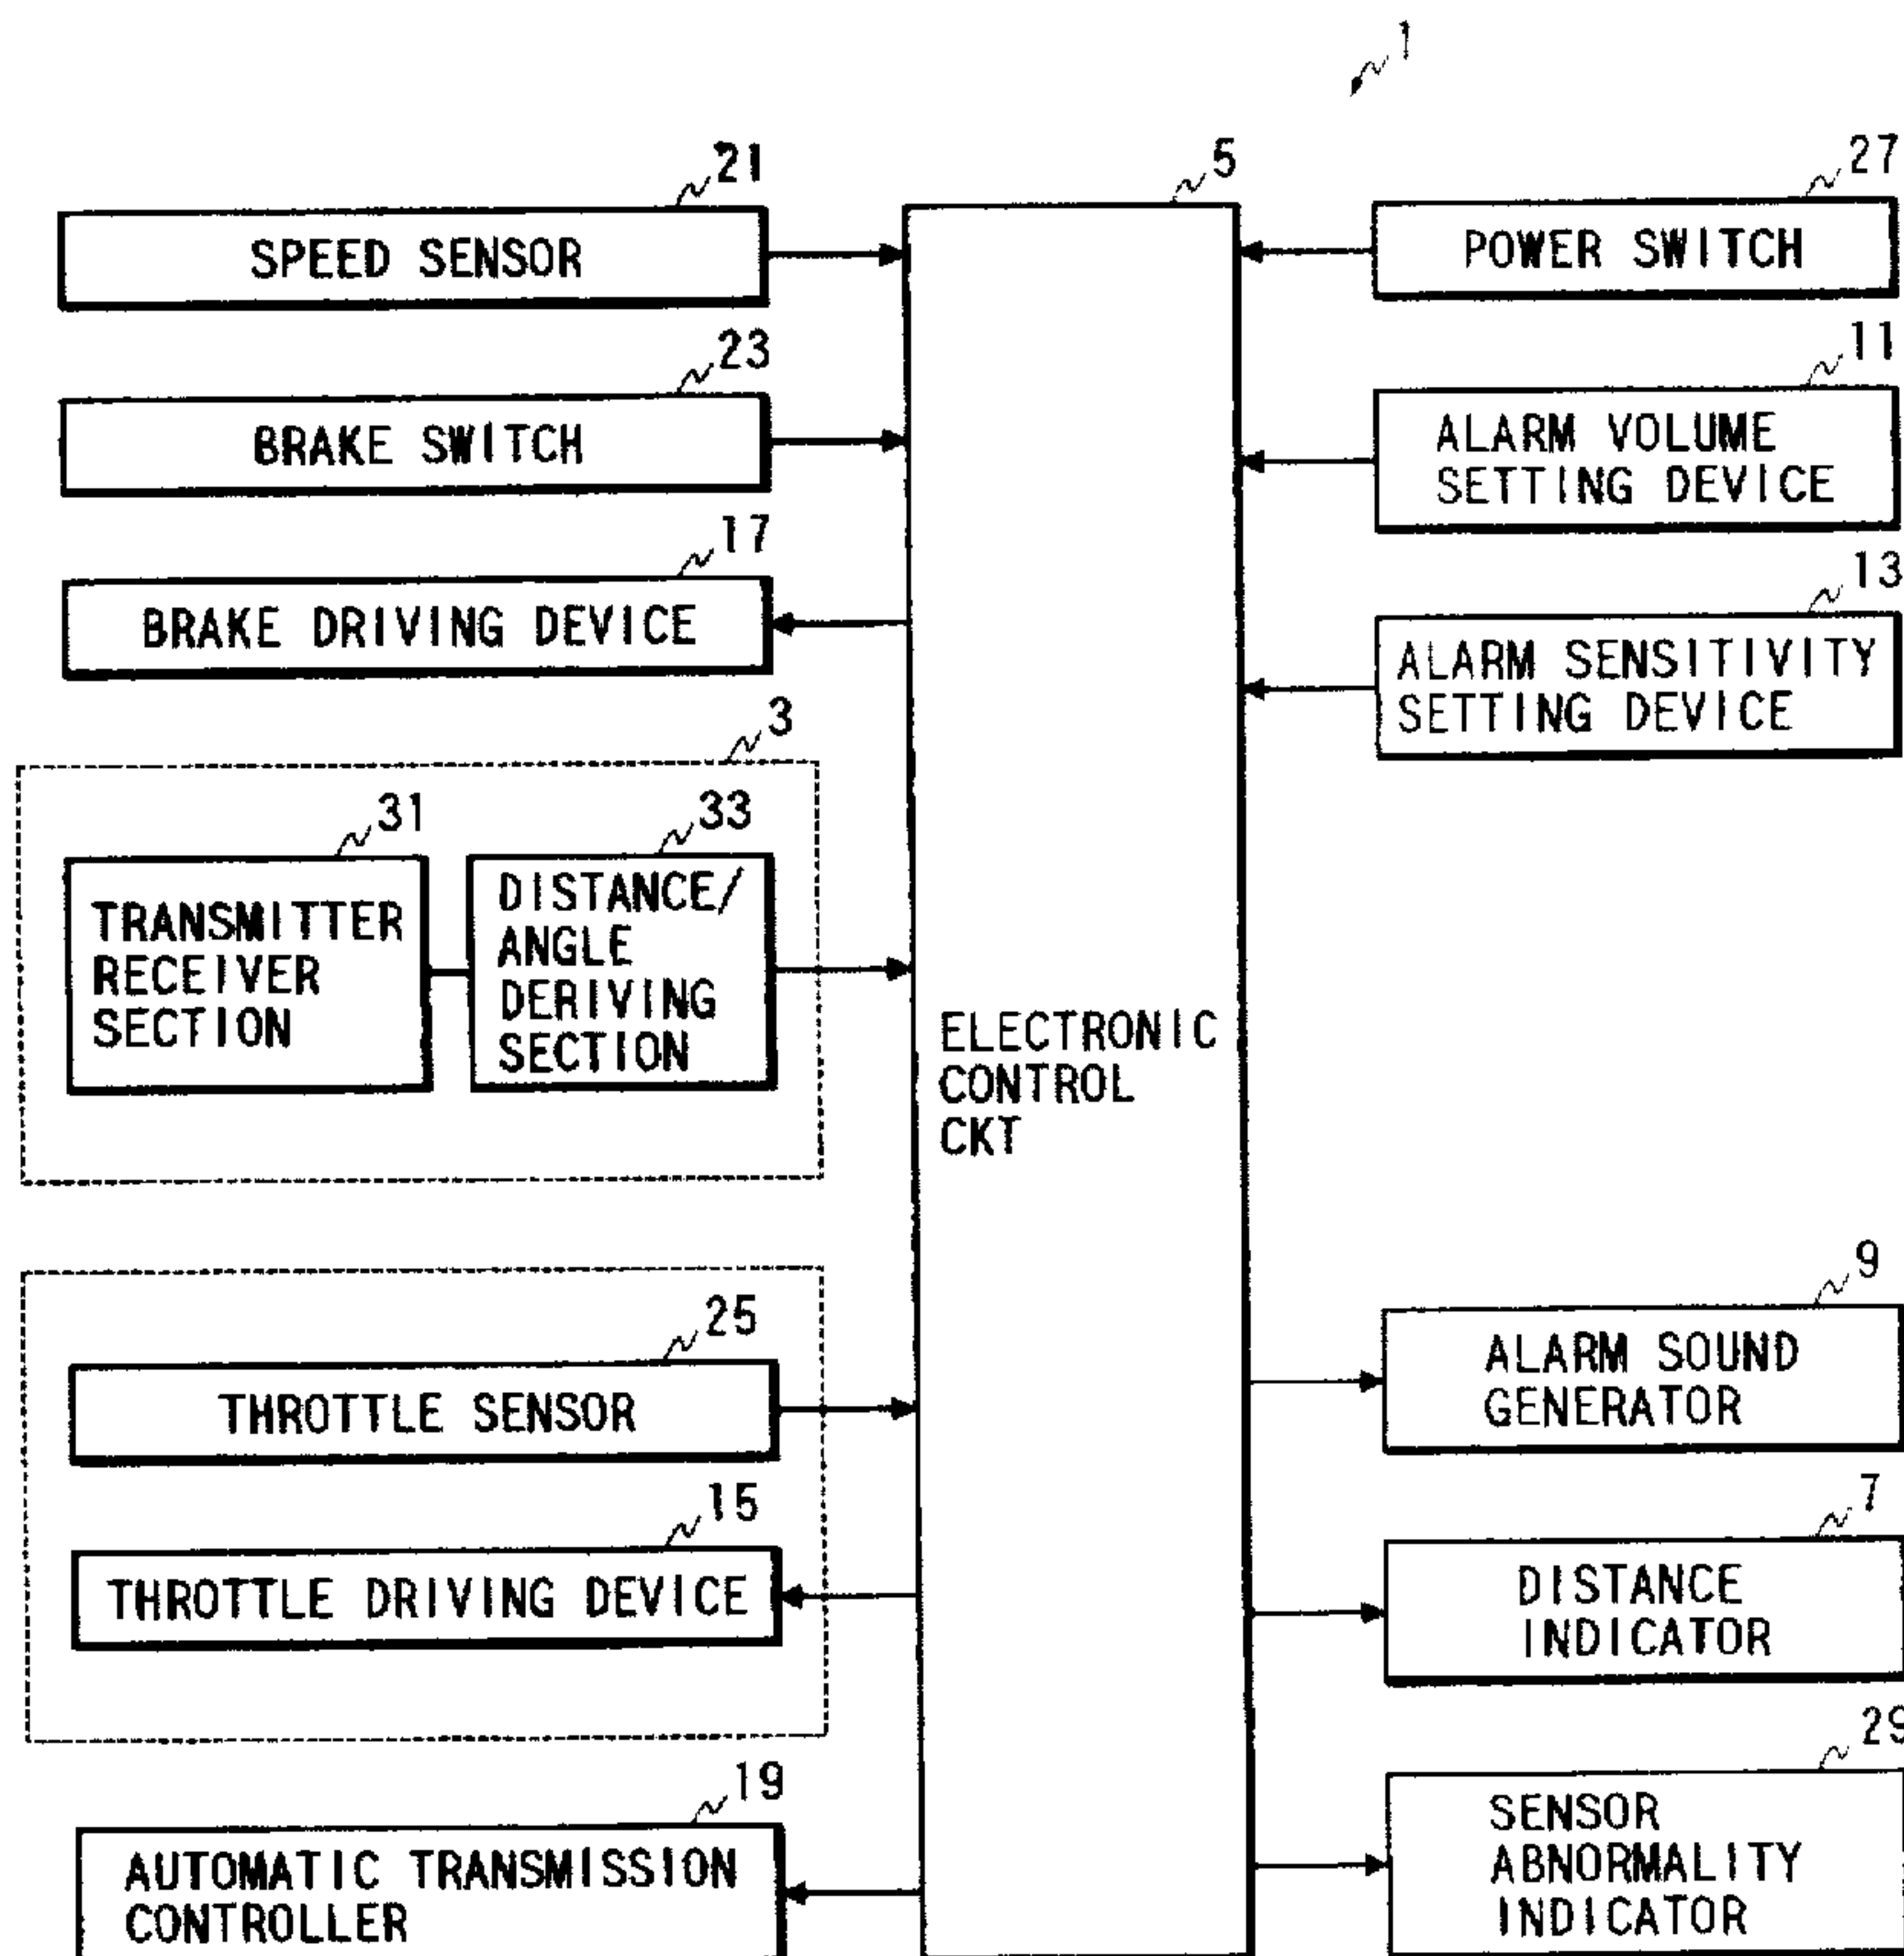 1
21
SPEED SENSOR
23
BRAKE SWITCH
17
BRAKE DRIVING DEVICE
3
31
TRANSMITTER
RECEIVER
SECTION
33
DISTANCE/
ANGLE
DERIVING
SECTION
25
THROTTLE SENSOR
15
THROTTLE DRIVING DEVICE
19
AUTOMATIC TRANSMISSION
CONTROLLER
5
ELECTRONIC
CONTROL
CKT
27
POWER SWITCH
11
ALARM VOLUME
SETTING DEVICE
13
ALARM SENSITIVITY
SETTING DEVICE
9
ALARM SOUND
GENERATOR
7
DISTANCE
INDICATOR
29
SENSOR
ABNORMALITY
INDICATOR